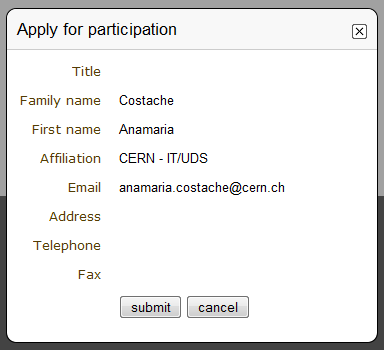 Apply for participation
Title
Family name Costache
First name Anamaria
Affiliation CERN - IT/UDS
Email anamaria.costache@cern.ch
Address
Telephone
Fax
submit cancel